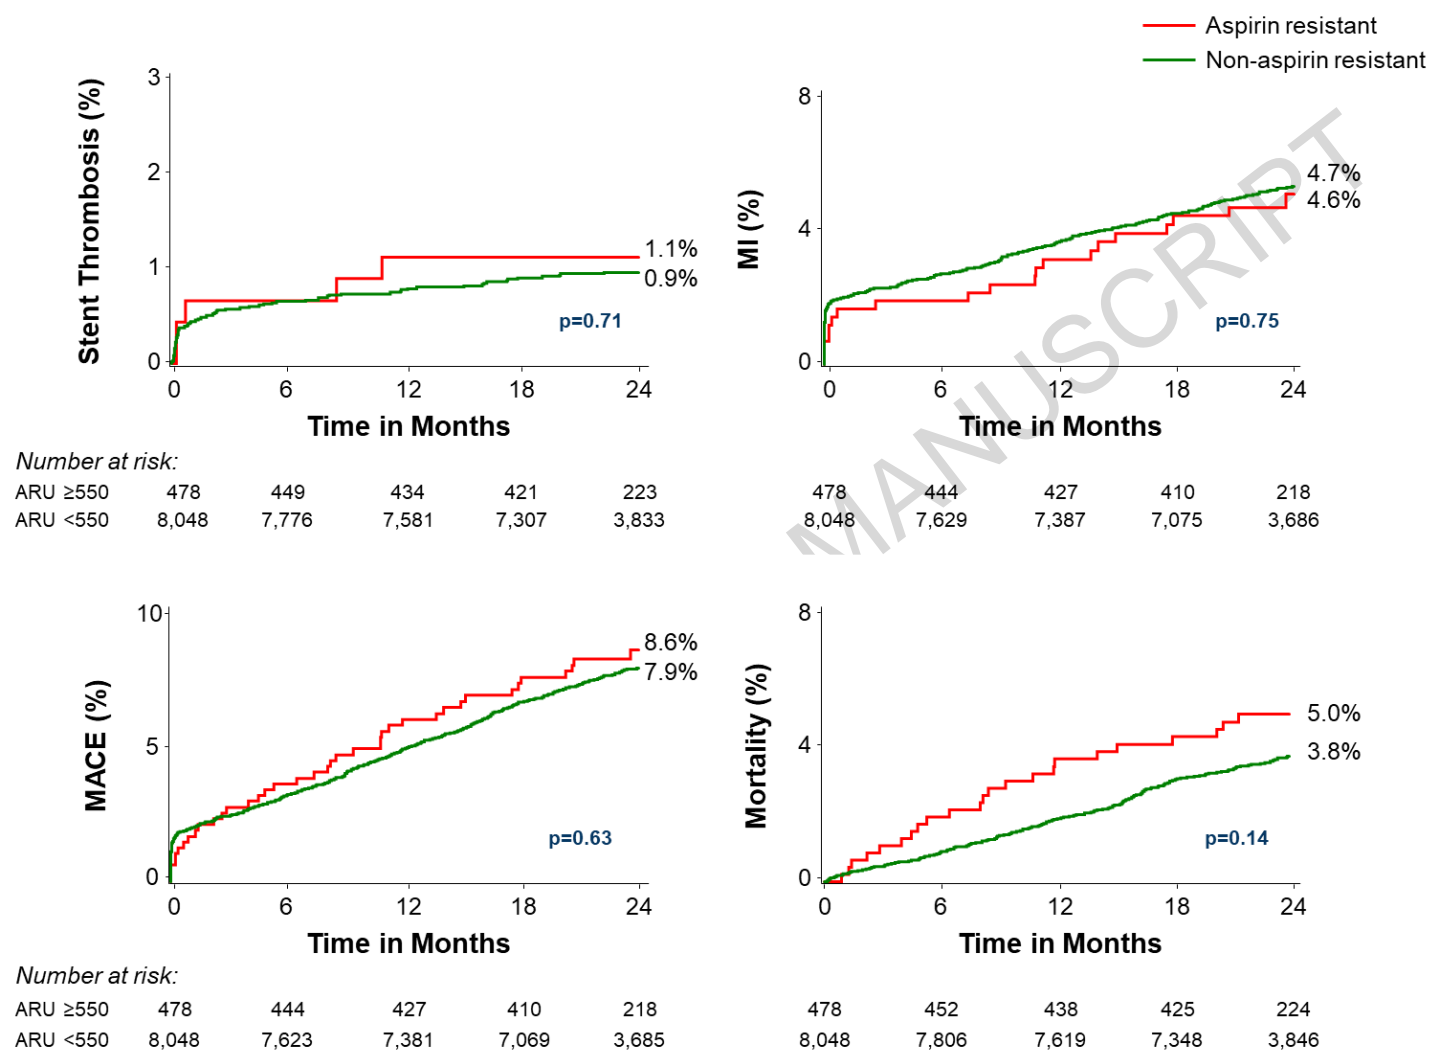 Aspirin resistant
Non-aspirin resistant
Stent Thrombosis (%)
3
2
1
0
1.1%
0.9%
p=0.71
0 6 12 18 24
Time in Months
Number at risk:
ARU ≥550 478 449 434 421 223
ARU <550 8,048 7,776 7,581 7,307 3,833
MI (%)
8
4
0
4.7%
4.6%
p=0.75
0 6 12 18 24
Time in Months
478 444 427 410 218
8,048 7,629 7,387 7,075 3,686
MANUSCRIPT
MACE (%)
10
5
0
8.6%
7.9%
p=0.63
0 6 12 18 24
Time in Months
Number at risk:
ARU ≥550 478 444 427 410 218
ARU <550 8,048 7,623 7,381 7,069 3,685
Mortality (%)
8
4
0
5.0%
3.8%
p=0.14
0 6 12 18 24
Time in Months
478 452 438 425 224
8,048 7,806 7,619 7,348 3,846